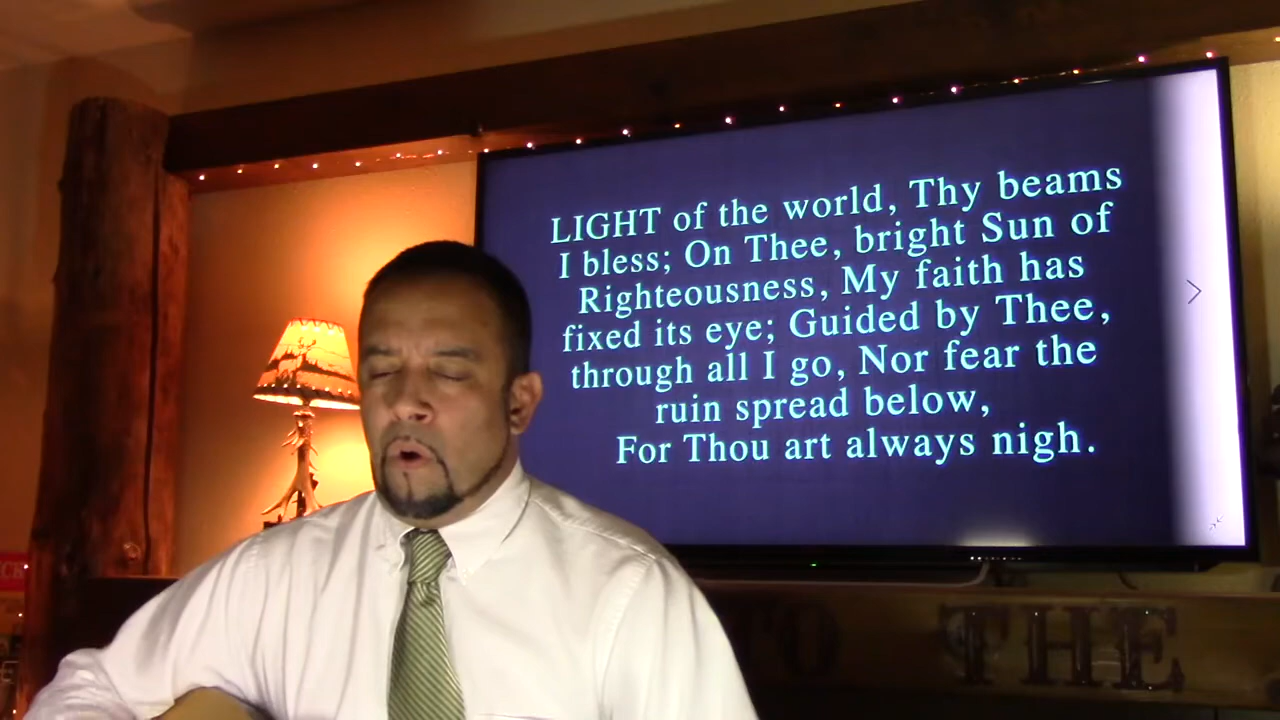 LIGHT of the world, Thy beams
I bless; On Thee, bright Sun of
Righteousness, My faith has
fixed its eye; Guided by Thee,
through all I go, Nor fear the
ruin spread below,
For Thou art always nigh.
TO THE